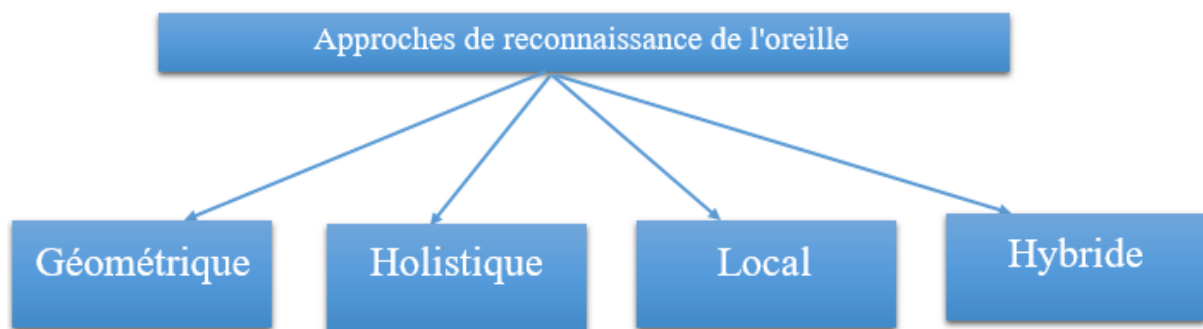 Approches de reconnaissance de l'oreille
Géométrique
Holistique
Local
Hybride